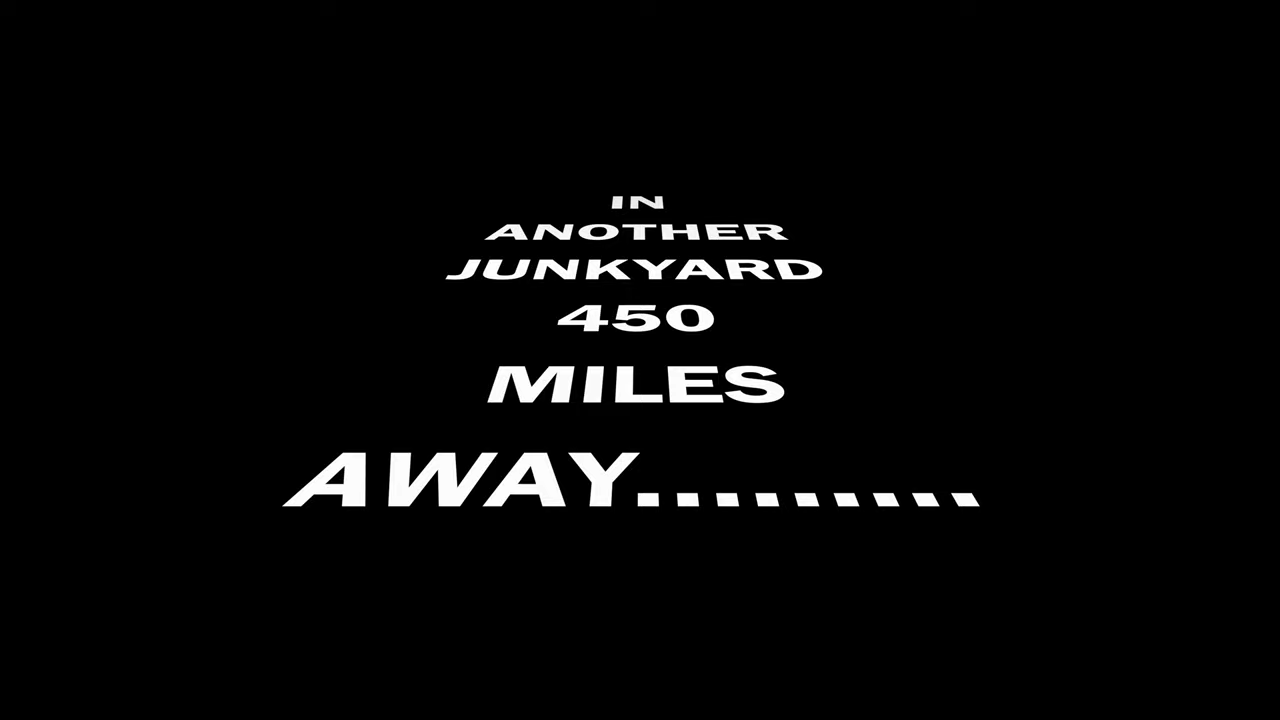 IN
ANOTHER
JUNKYARD
450
MILES
AWAY.........